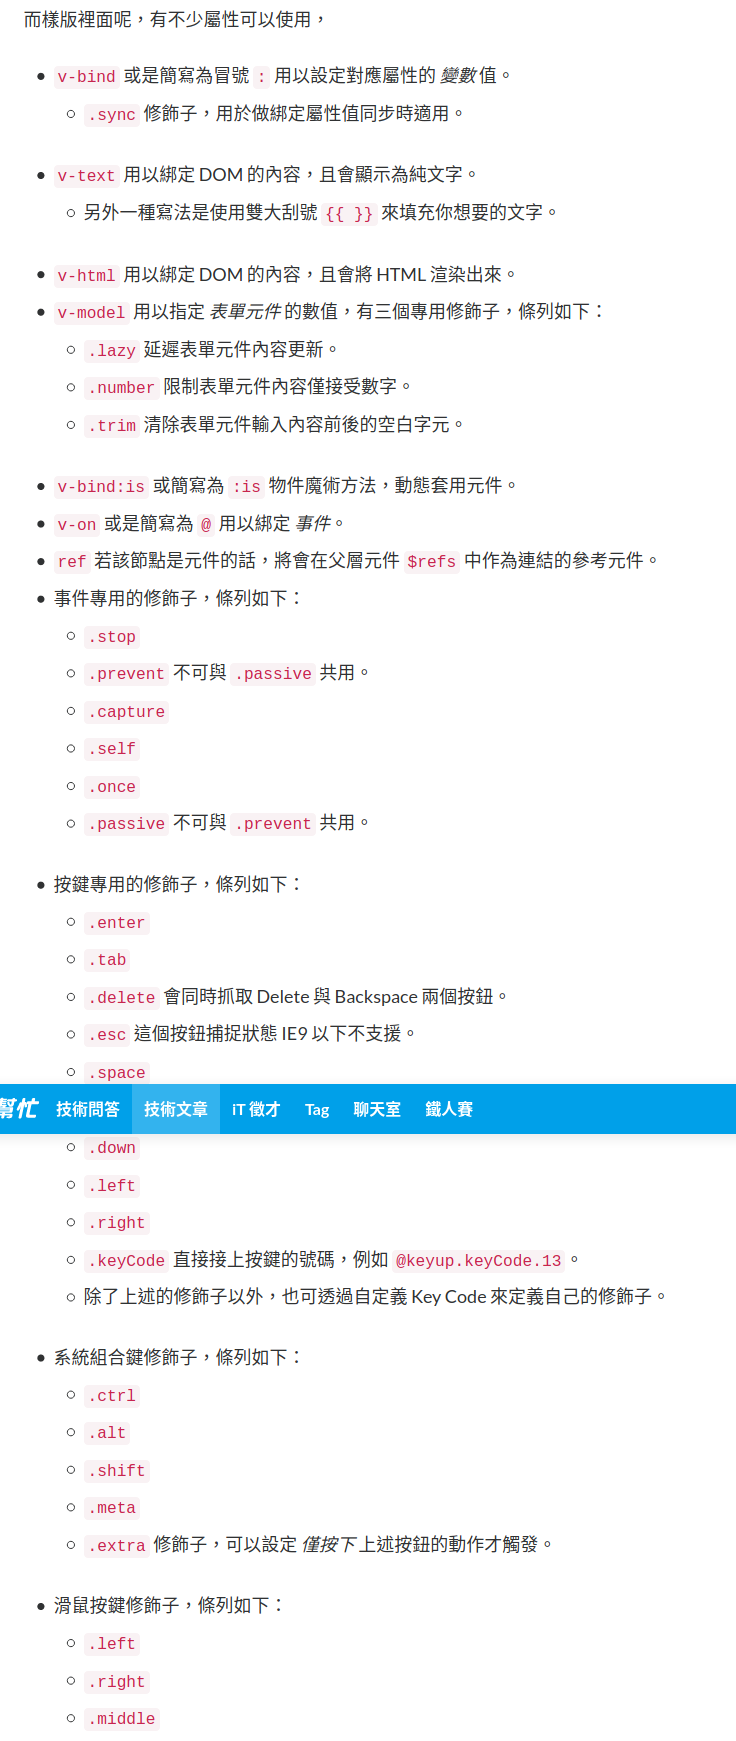 而樣版裡面呢，有不少屬性可以使用，
v-bind 或是簡寫為冒號 : 用以設定對應屬性的 變數 值。
.sync 修飾子，用於做綁定屬性值同步時適用。
v-text 用以綁定 DOM 的內容，且會顯示為純文字。
另外一種寫法是使用雙大刮號 {{ }} 來填充你想要的文字。
v-html 用以綁定 DOM 的內容，且會將 HTML 渲染出來。
v-model 用以指定 表單元件 的數值，有三個專用修飾子，條列如下：
.lazy 延遲表單元件內容更新。
.number 限制表單元件內容僅接受數字。
.trim 清除表單元件輸入內容前後的空白字元。
v-bind:is 或簡寫為 :is 物件魔術方法，動態套用元件。
v-on 或是簡寫為 @ 用以綁定 事件。
ref 若該節點是元件的話，將會在父層元件 $refs 中作為連結的參考元件。
事件專用的修飾子，條列如下：
.stop
.prevent 不可與 .passive 共用。
.capture
.self
.once
.passive 不可與 .prevent 共用。
按鍵專用的修飾子，條列如下：
.enter
.tab
.delete 會同時抓取 Delete 與 Backspace 兩個按鈕。
.esc 這個按鈕捕捉狀態 IE9 以下不支援。
.space
幫忙 技術問答 技術文章 iT 徵才 Tag 聊天室 鐵人賽
.down
.left
.right
.keyCode 直接接上按鍵的號碼，例如 @keyup.keyCode.13 。
除了上述的修飾子以外，也可透過自定義 Key Code 來定義自己的修飾子。
系統組合鍵修飾子，條列如下：
.ctrl
.alt
.shift
.meta
.extra 修飾子，可以設定 僅按下 上述按鈕的動作才觸發。
滑鼠按鍵修飾子，條列如下：
.left
.right
.middle